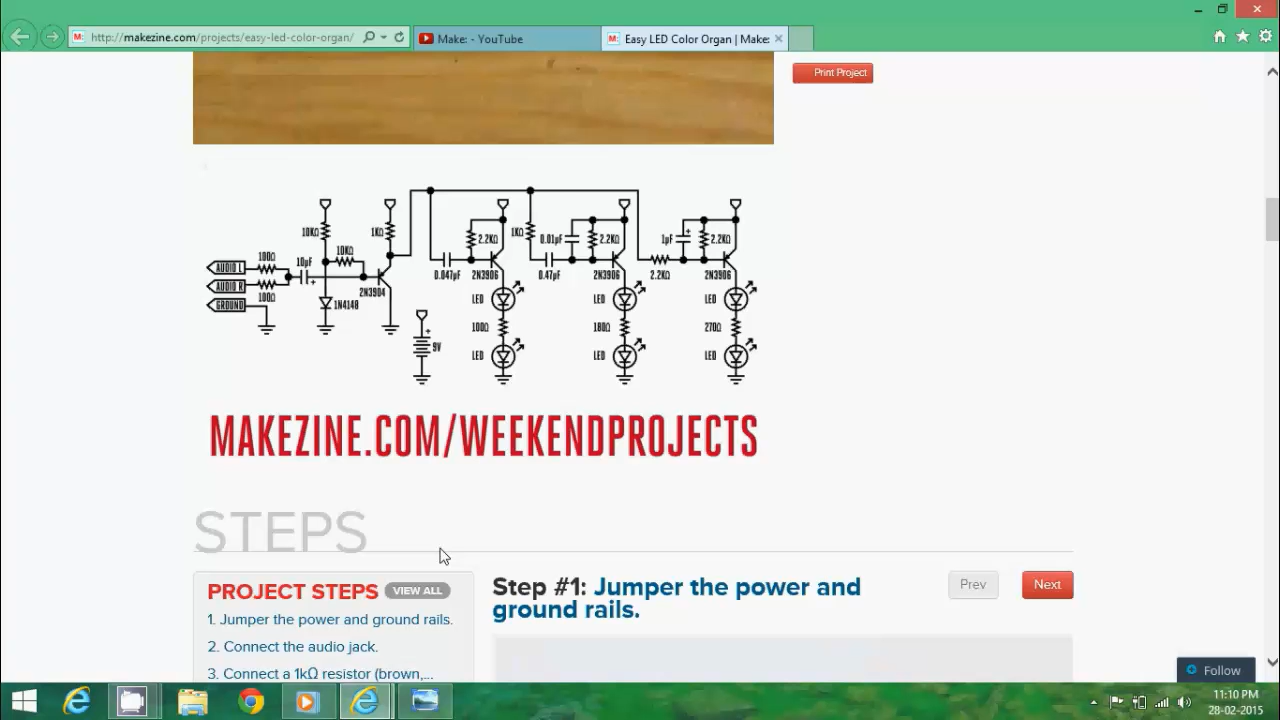 http://makezine.com/projects/easy-led-color-organ/
Make: - YouTube
Easy LED Color Organ | Make:
Print Project
10KΩ
1KΩ
10KΩ
2.2KΩ
1KΩ
0.01µF
2.2KΩ
1µF
2.2KΩ
AUDIO L
100Ω
10µF
AUDIO R
100Ω
GROUND
1N4148
2N3904
0.047µF
2N3906
0.47µF
2N3906
2.2KΩ
2N3906
LED
LED
LED
9V
100Ω
180Ω
270Ω
LED
LED
LED
MAKEZINE.COM/WEEKENDPROJECTS
STEPS
PROJECT STEPS VIEW ALL
1. Jumper the power and ground rails.
2. Connect the audio jack.
3. Connect a 1kΩ resistor (brown,...
Step #1: Jumper the power and
ground rails.
Prev
Next
Follow
11:10 PM
28-02-2015